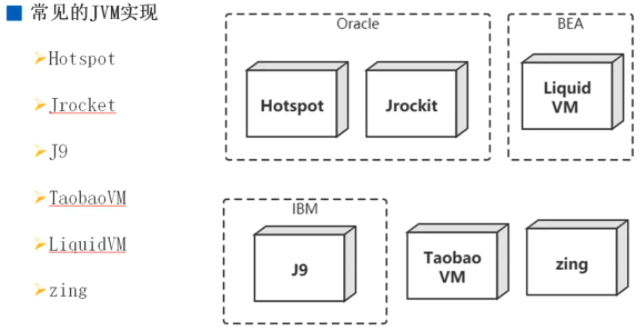 常见的JVM实现
Hotspot
Jrocket
J9
TaobaoVM
LiquidVM
zing
Oracle
Hotspot
Jrockit
BEA
Liquid
VM
IBM
J9
Taobao
VM
zing